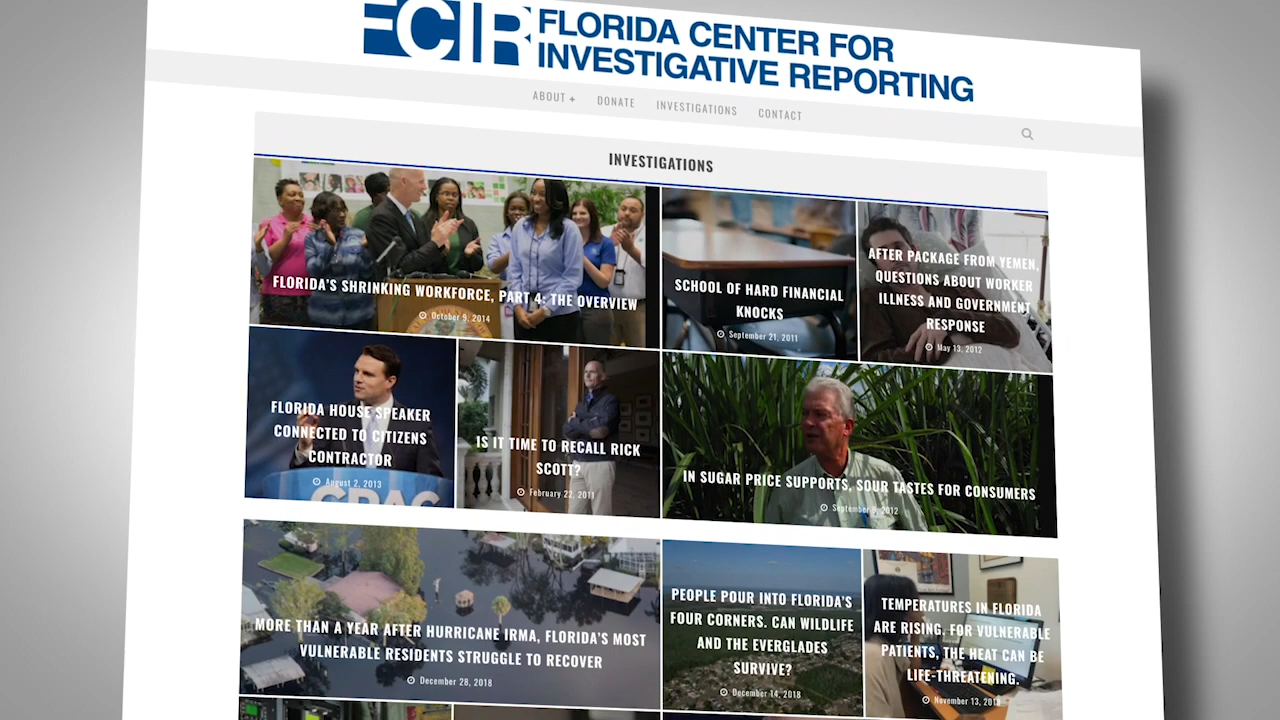 FCIR
FLORIDA CENTER FOR
INVESTIGATIVE REPORTING
ABOUT +
DONATE
INVESTIGATIONS
CONTACT
INVESTIGATIONS
FLORIDA'S SHRINKING WORKFORCE, PART 4: THE OVERVIEW
October 9, 2014
SCHOOL OF HARD FINANCIAL
KNOCKS
September 21, 2011
AFTER PACKAGE FROM YEMEN,
QUESTIONS ABOUT WORKER
ILLNESS AND GOVERNMENT
RESPONSE
May 13, 2012
FLORIDA HOUSE SPEAKER
CONNECTED TO CITIZENS
CONTRACTOR
August 2, 2013
CPAC
IS IT TIME TO RECALL RICK
SCOTT?
February 22, 2011
IN SUGAR PRICE SUPPORTS, SOUR TASTES FOR CONSUMERS
September 2012
MORE THAN A YEAR AFTER HURRICANE IRMA, FLORIDA'S MOST
VULNERABLE RESIDENTS STRUGGLE TO RECOVER
December 28, 2018
PEOPLE POUR INTO FLORIDA'S
FOUR CORNERS. CAN WILDLIFE
AND THE EVERGLADES
SURVIVE?
December 14, 2018
TEMPERATURES IN FLORIDA
ARE RISING. FOR VULNERABLE
PATIENTS, THE HEAT CAN BE
LIFE-THREATENING.
November 13, 2018